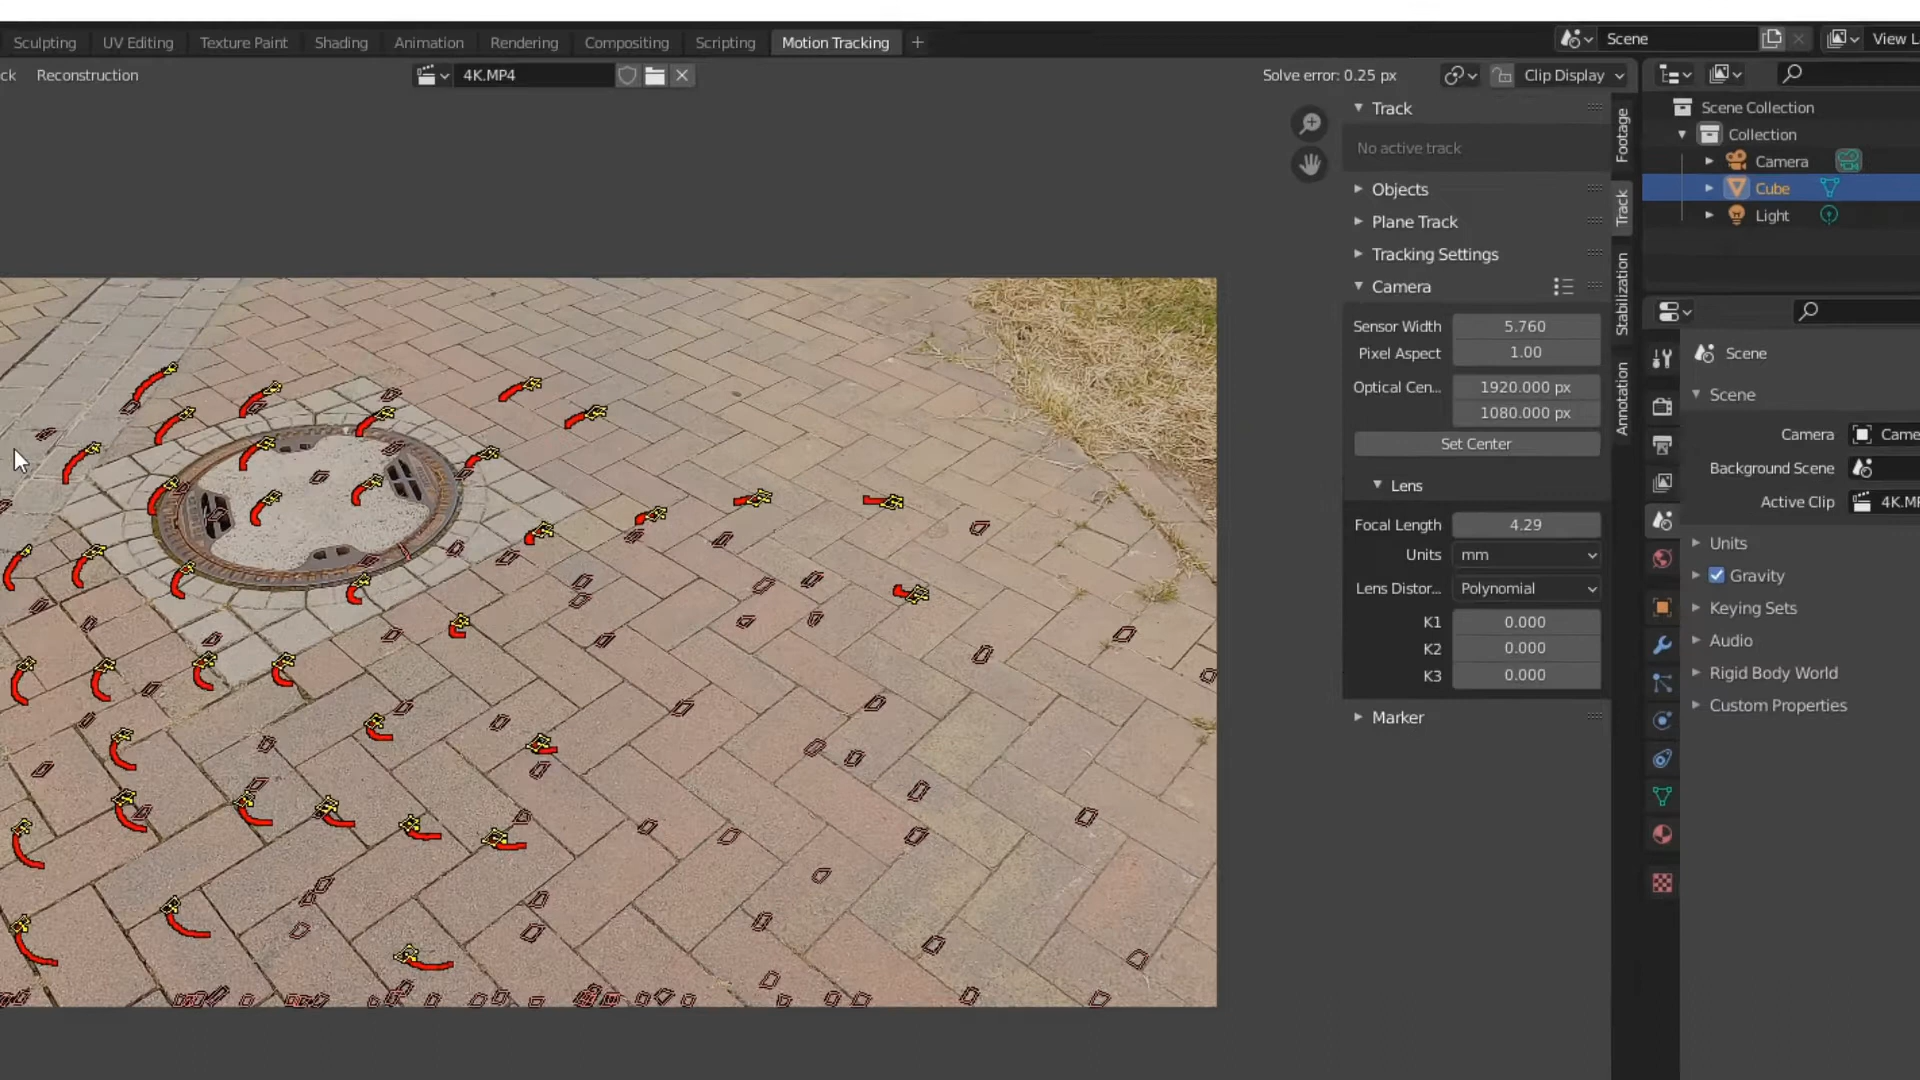 Sculpting UV Editing Texture Paint Shading Animation Rendering Compositing Scripting Motion Tracking +
Scene
View L
ck Reconstruction
4K.MP4
Solve error: 0.25 px
Clip Display
Track
No active track
Objects
Plane Track
Tracking Settings
Camera
Sensor Width 5.760
Pixel Aspect 1.00
Optical Cen... 1920.000 px
1080.000 px
Set Center
Lens
Focal Length 4.29
Units mm
Lens Distor... Polynomial
K1 0.000
K2 0.000
K3 0.000
Marker
Footage
Track
Stabilization
Annotation
Scene Collection
Collection
Camera
Cube
Light
Scene
Scene
Camera Came
Background Scene
Active Clip 4K.MP
Units
Gravity
Keying Sets
Audio
Rigid Body World
Custom Properties